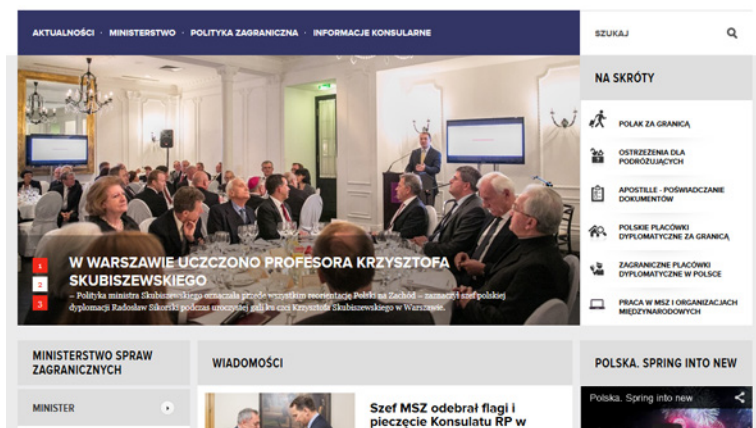 AKTUALNOŚCI · MINISTERSTWO · POLITYKA ZAGRANICZNA · INFORMACJE KONSULARNE
SZUKAJ
NA SKRÓTY
POLAK ZA GRANICĄ
OSTRZEŻENIA DLA
PODRÓŻUJĄCYCH
APOSTILLE - POŚWIADCZANIE
DOKUMENTÓW
POLSKIE PLACÓWKI
DYPLOMATYCZNE ZA GRANICĄ
ZAGRANICZNE PLACÓWKI
DYPLOMATYCZNE W POLSCE
PRACA W MSZ I ORGANIZACJACH
MIĘDZYNARODOWYCH
1
2
3
W WARSZAWIE UCZCZONO PROFESORA KRZYSZTOFA
SKUBISZEWSKIEGO
– Polityka ministra Skubiszewskiego oznaczała przede wszystkim reorientację Polski na Zachód – zaznaczył szef polskiej
dyplomacji Radosław Sikorski podczas uroczystej gali ku czci Krzysztofa Skubiszewskiego w Warszawie.
MINISTERSTWO SPRAW
ZAGRANICZNYCH
MINISTER
WIADOMOŚCI
Szef MSZ odebrał flagi i
pieczęcie Konsulatu RP w
POLSKA. SPRING INTO NEW
Polska. Spring into new